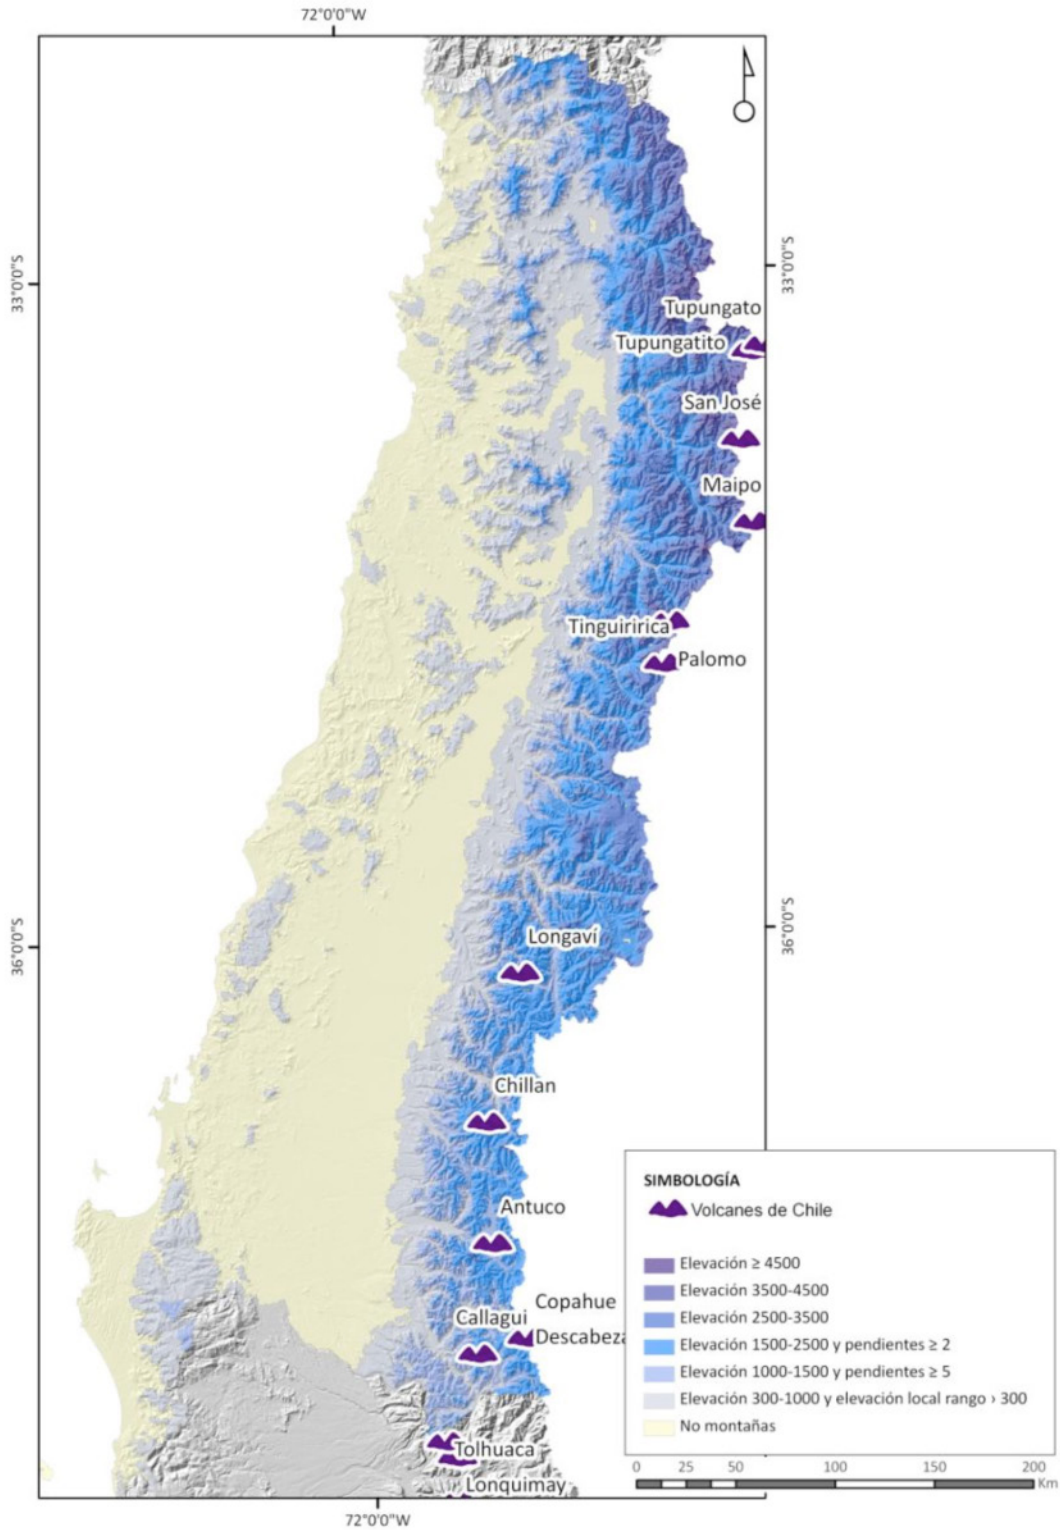 72°0'0"W
33°0'0"S
33°0'0"S
Tupungato
Tupungatito
San José
Maipo
Tinguiririca
Palomo
36°0'0"S
36°0'0"S
Longaví
Chillan
Antuco
Copahue
Callagui
Descabeza
Tolhuaca
Lonquimay
72°0'0"W
SIMBOLOGÍA
Volcanes de Chile
Elevación ≥ 4500
Elevación 3500-4500
Elevación 2500-3500
Elevación 1500-2500 y pendientes ≥ 2
Elevación 1000-1500 y pendientes ≥ 5
Elevación 300-1000 y elevación local rango › 300
No montañas
0 25 50 100 150 200
Km